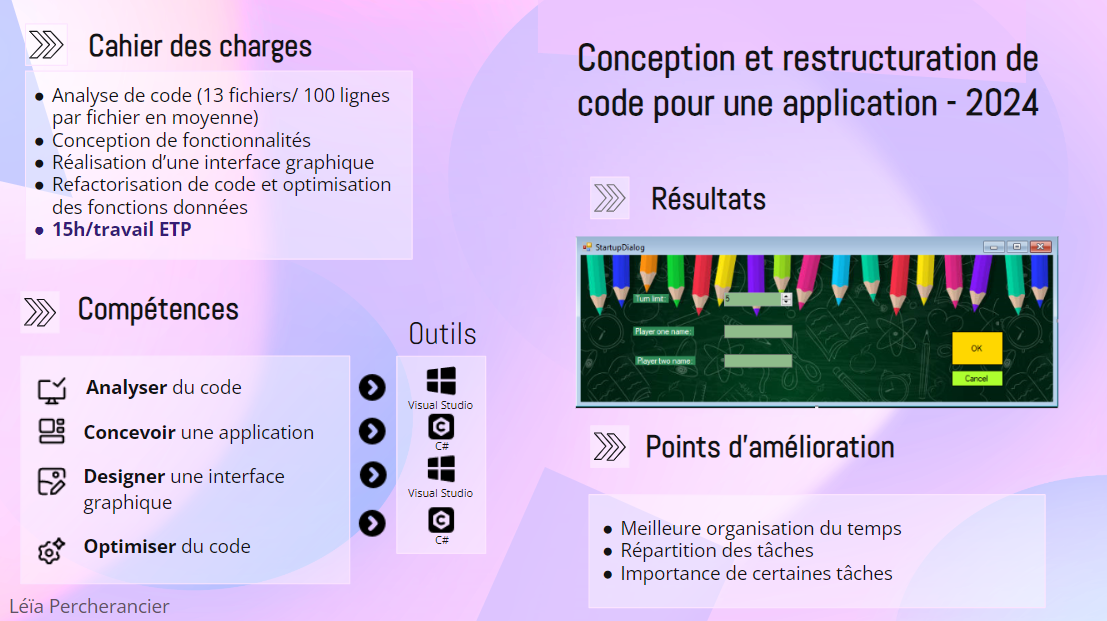 Cahier des charges
● Analyse de code (13 fichiers/ 100 lignes
par fichier en moyenne)
● Conception de fonctionnalités
● Réalisation d’une interface graphique
● Refactorisation de code et optimisation
des fonctions données
● 15h/travail ETP
Compétences
Outils
Analyser du code
Visual Studio
Concevoir une application
C#
Designer une interface
graphique
Visual Studio
Optimiser du code
C#
Léïa Percherancier
Conception et restructuration de
code pour une application - 2024
Résultats
StartupDialog
Turn limit:
5
Player one name:
Player two name:
OK
Cancel
Points d’amélioration
● Meilleure organisation du temps
● Répartition des tâches
● Importance de certaines tâches